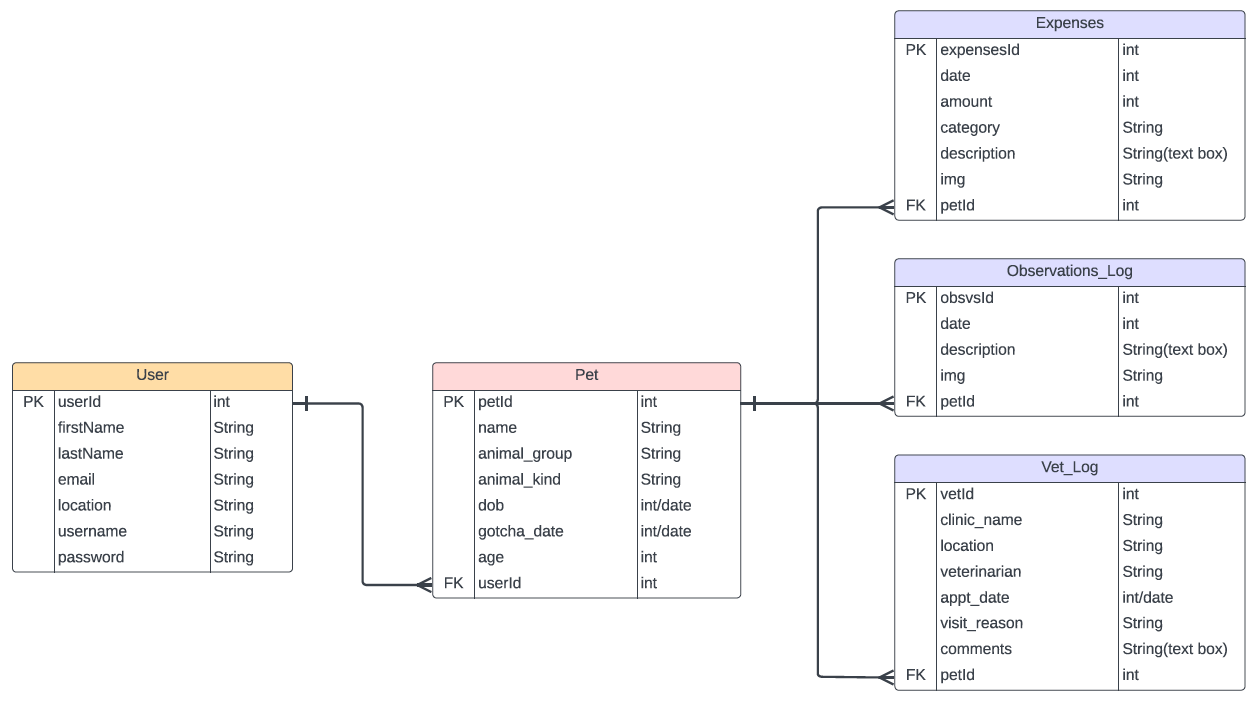 Expenses
PK expensesId int
date int
amount int
category String
description String(text box)
img String
FK petId int
Observations_Log
PK obsvsId int
date int
description String(text box)
img String
FK petId int
User
PK userId int
firstName String
lastName String
email String
location String
username String
password String
Pet
PK petId int
name String
animal_group String
animal_kind String
dob int/date
gotcha_date int/date
age int
FK userId int
Vet_Log
PK vetId int
clinic_name String
location String
veterinarian String
appt_date int/date
visit_reason String
comments String(text box)
FK petId int